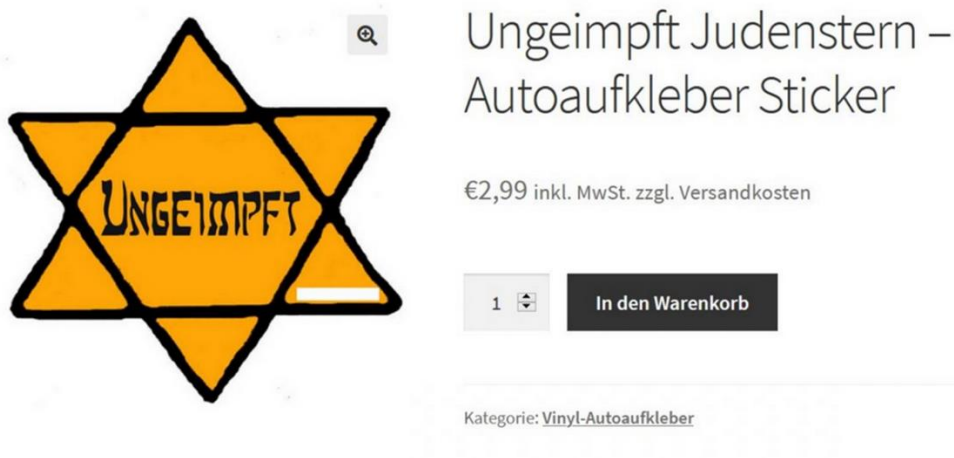 UNGEIMPFT
Ungeimpft Judenstern –
Autoaufkleber Sticker
€2,99 inkl. MwSt. zzgl. Versandkosten
1
In den Warenkorb
Kategorie: Vinyl-Autoaufkleber